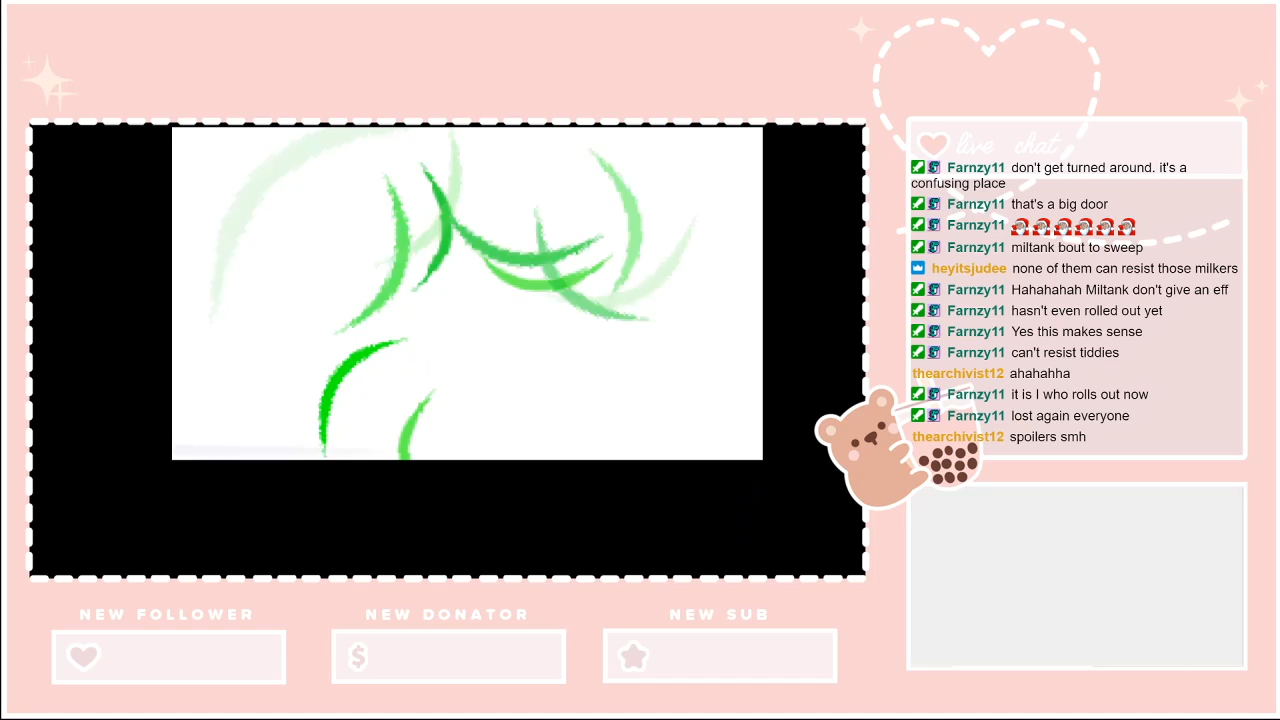 live chat
Farnzy11 don't get turned around. it's a
confusing place
Farnzy11 that's a big door
Farnzy11
Farnzy11 miltank bout to sweep
heyitsjudee none of them can resist those milkers
Farnzy11 Hahahahah Miltank don't give an eff
Farnzy11 hasn't even rolled out yet
Farnzy11 Yes this makes sense
Farnzy11 can't resist tiddies
thearchivist12 ahahahha
Farnzy11 it is I who rolls out now
Farnzy11 lost again everyone
thearchivist12 spoilers smh
NEW FOLLOWER NEW DONATOR NEW SUB
$